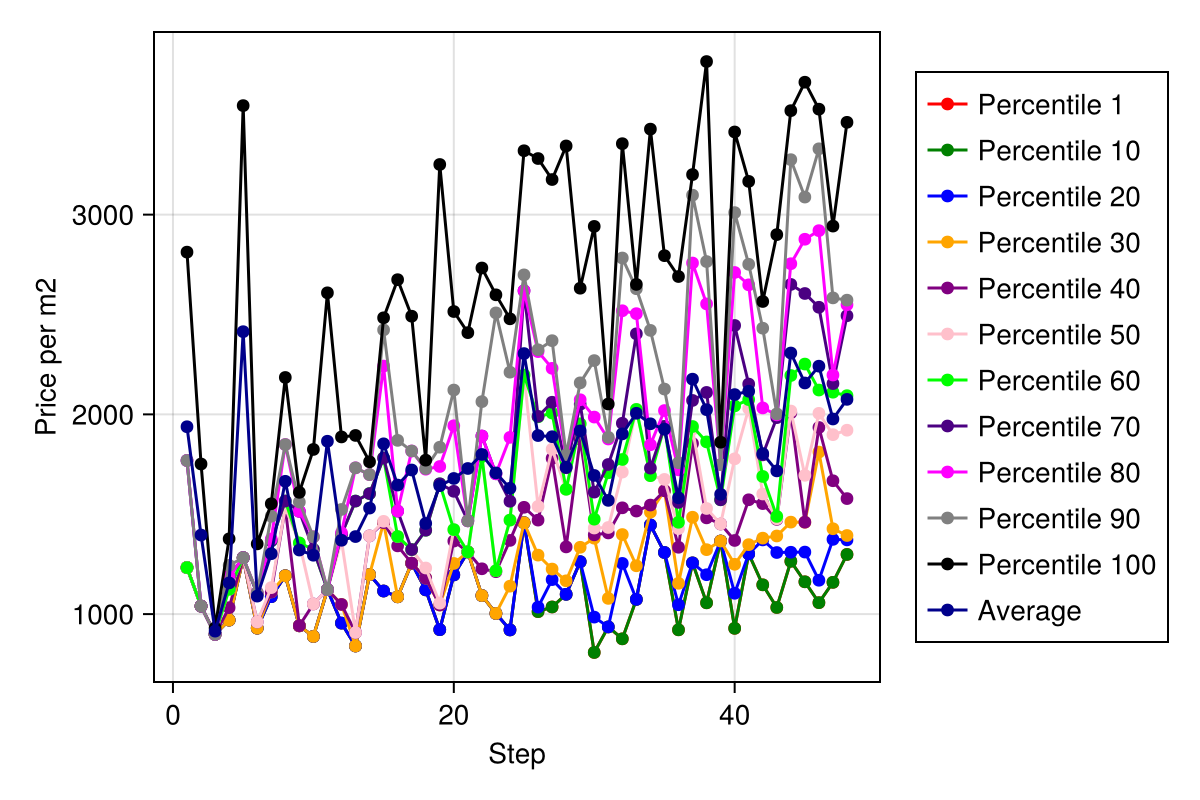 3000
2000
1000
Price per m2
0
20
40
Step
Percentile 1
Percentile 10
Percentile 20
Percentile 30
Percentile 40
Percentile 50
Percentile 60
Percentile 70
Percentile 80
Percentile 90
Percentile 100
Average